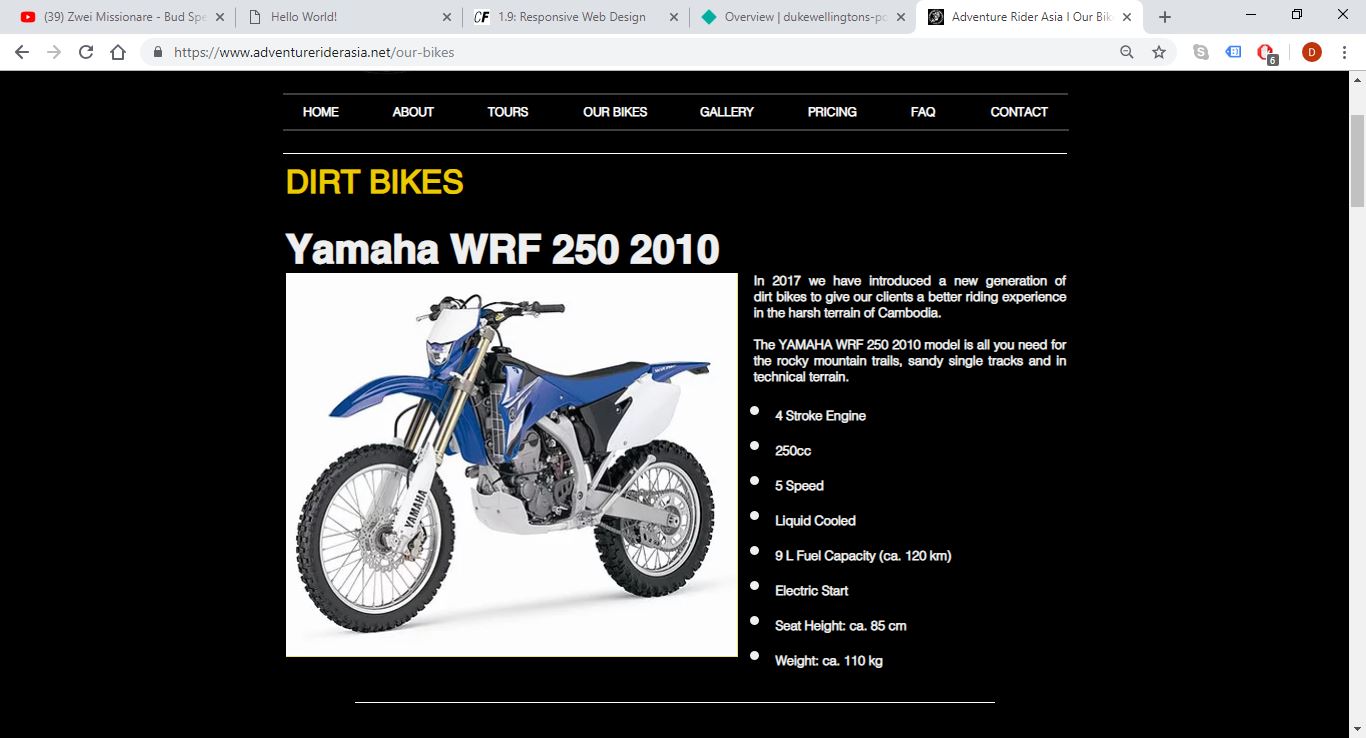 (39) Zwei Missionare - Bud Spe
Hello World!
CF 1.9: Responsive Web Design
Overview | dukewellingtons-po
Adventure Rider Asia I Our Bik
https://www.adventureriderasia.net/our-bikes
6
D
HOME ABOUT TOURS OUR BIKES GALLERY PRICING FAQ CONTACT
DIRT BIKES
Yamaha WRF 250 2010
YAMAHA
In 2017 we have introduced a new generation of
dirt bikes to give our clients a better riding experience
in the harsh terrain of Cambodia.
The YAMAHA WRF 250 2010 model is all you need for
the rocky mountain trails, sandy single tracks and in
technical terrain.
4 Stroke Engine
250cc
5 Speed
Liquid Cooled
9 L Fuel Capacity (ca. 120 km)
Electric Start
Seat Height: ca. 85 cm
Weight: ca. 110 kg